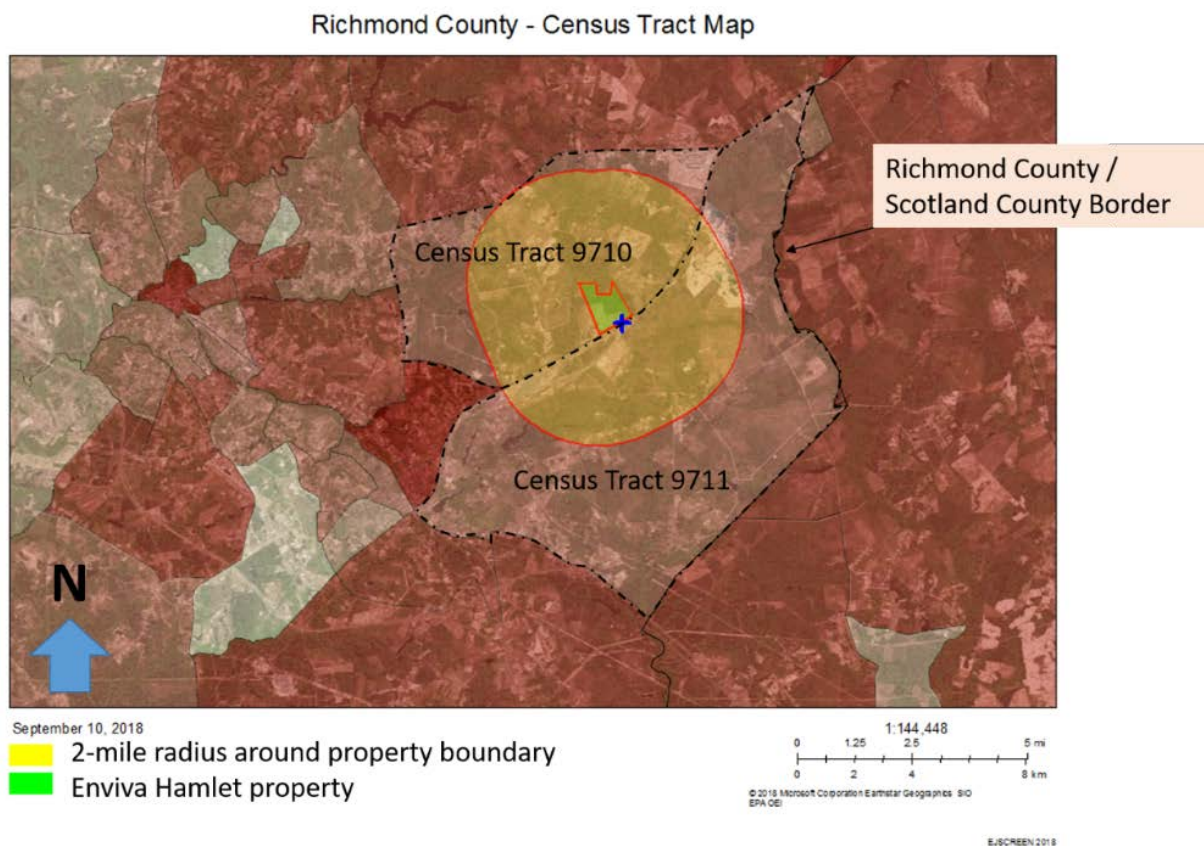 Richmond County - Census Tract Map
Richmond County /
Scotland County Border
Census Tract 9710
Census Tract 9711
N
September 10, 2018
2-mile radius around property boundary
Enviva Hamlet property
1:144,448
0 1.25 2.5 5 mi
0 2 4 8 km
© 2018 Microsoft Corporation Earthstar Geographics SIO
EPA OEI
EJSCREEN 2018